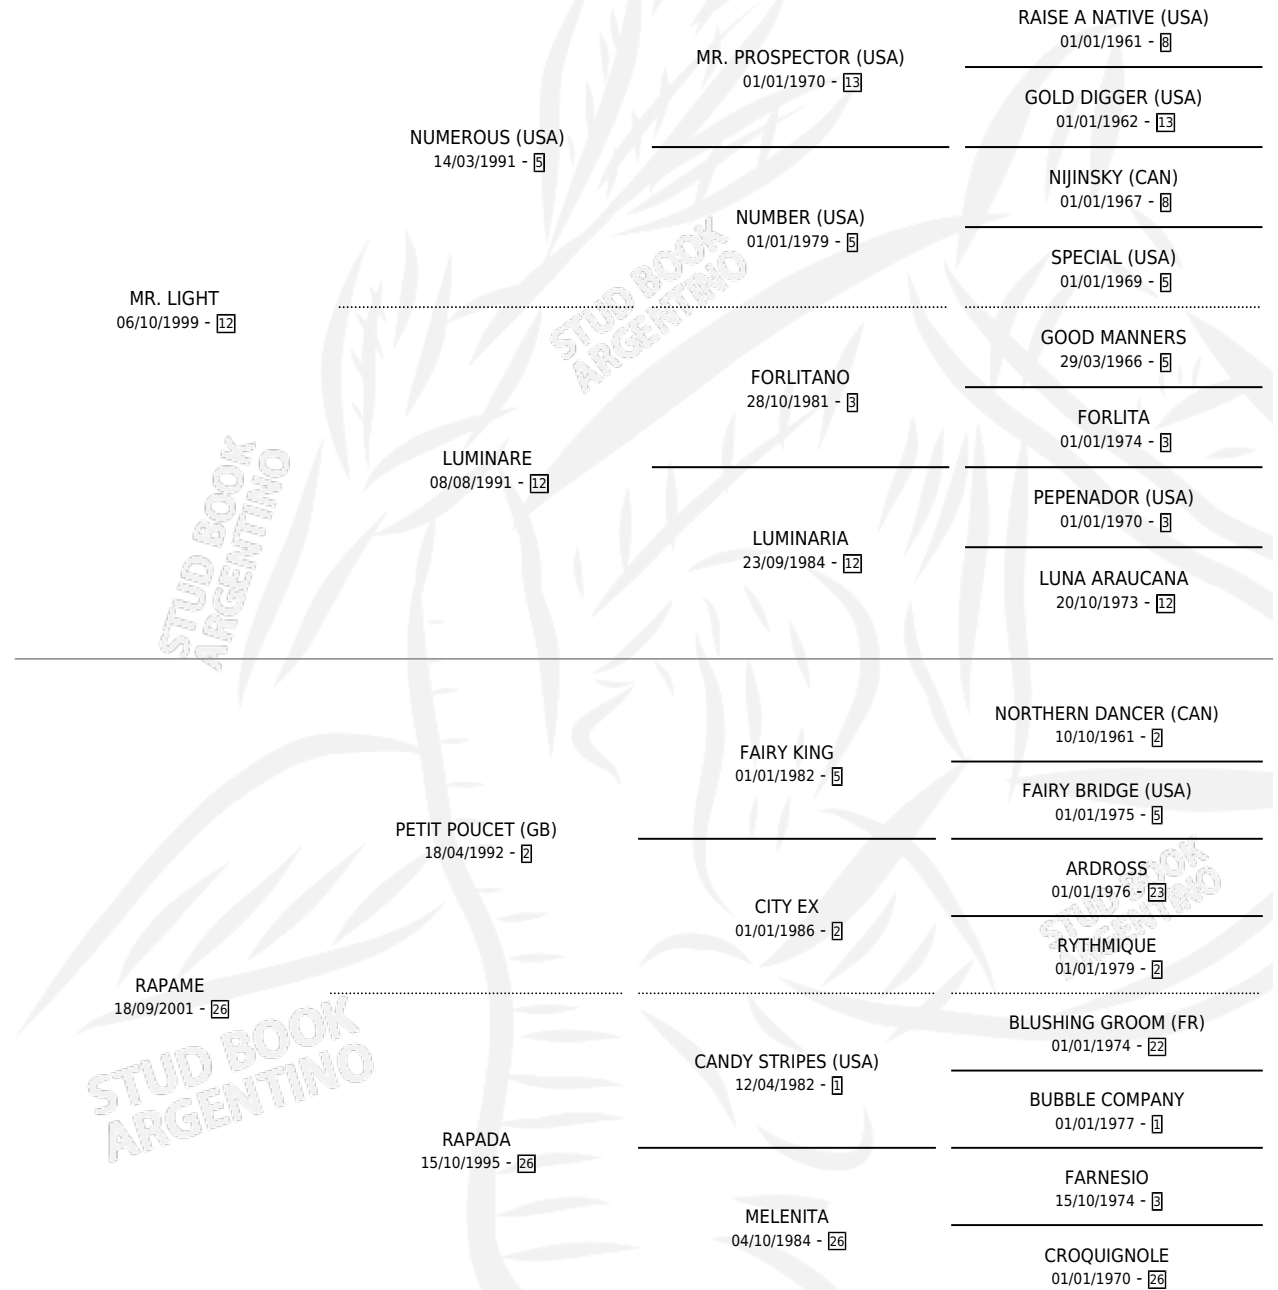 RAISE A NATIVE (USA)
01/01/1961 - 8
MR. PROSPECTOR (USA)
01/01/1970 - 13
GOLD DIGGER (USA)
01/01/1962 - 13
NUMEROUS (USA)
14/03/1991 - 5
NIJINSKY (CAN)
01/01/1967 - 8
NUMBER (USA)
01/01/1979 - 5
SPECIAL (USA)
01/01/1969 - 5
MR. LIGHT
06/10/1999 - 12
GOOD MANNERS
29/03/1966 - 5
FORLITANO
28/10/1981 - 3
FORLITA
01/01/1974 - 3
LUMINARE
08/08/1991 - 12
PEPENADOR (USA)
01/01/1970 - 3
LUMINARIA
23/09/1984 - 12
LUNA ARAUCANA
20/10/1973 - 12
NORTHERN DANCER (CAN)
10/10/1961 - 2
FAIRY KING
01/01/1982 - 5
FAIRY BRIDGE (USA)
01/01/1975 - 5
PETIT POUCET (GB)
18/04/1992 - 2
ARDROSS
01/01/1976 - 23
CITY EX
01/01/1986 - 2
RYTHMIQUE
01/01/1979 - 2
RAPAME
18/09/2001 - 26
BLUSHING GROOM (FR)
01/01/1974 - 22
CANDY STRIPES (USA)
12/04/1982 - 1
BUBBLE COMPANY
01/01/1977 - 1
RAPADA
15/10/1995 - 26
FARNESIO
15/10/1974 - 3
MELENITA
04/10/1984 - 26
CROQUIGNOLE
01/01/1970 - 26
STUD BOOK
ARGENTINO
STUD BOOK
ARGENTINO
STUD BOOK
ARGENTINO
STUD BOOK
ARGENTINO